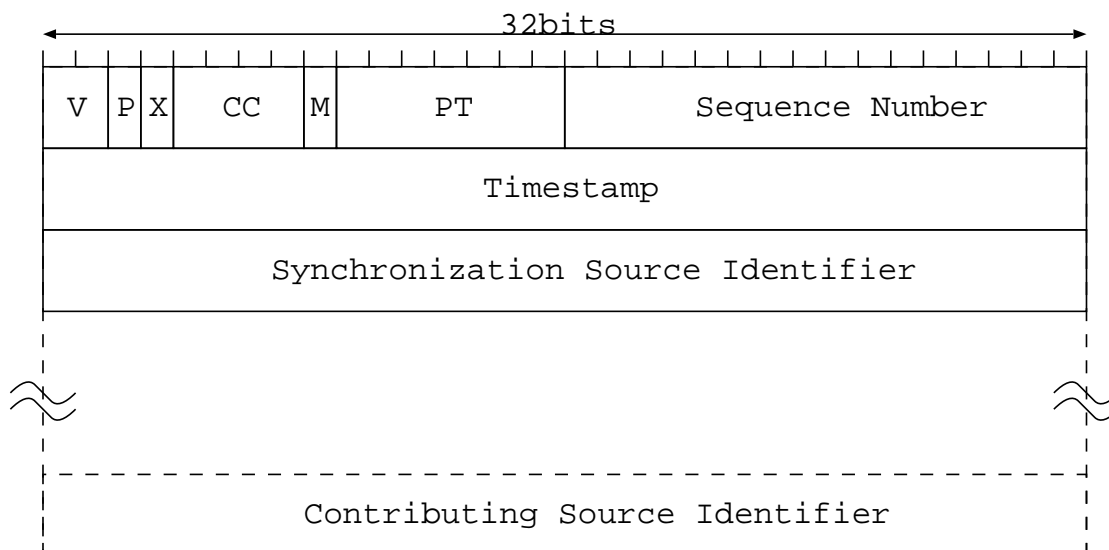 32bits
V P X CC M PT Sequence Number
Timestamp
Synchronization Source Identifier
Contributing Source Identifier